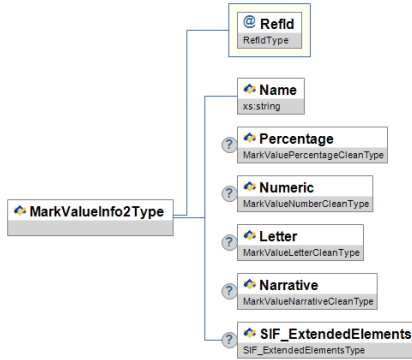 @ RefId
RefIdType
Name
xs:string
? Percentage
MarkValuePercentageCleanType
? Numeric
MarkValueNumberCleanType
MarkValueInfo2Type
? Letter
MarkValueLetterCleanType
? Narrative
MarkValueNarrativeCleanType
? SIF_ExtendedElements
SIF_ExtendedElementsType